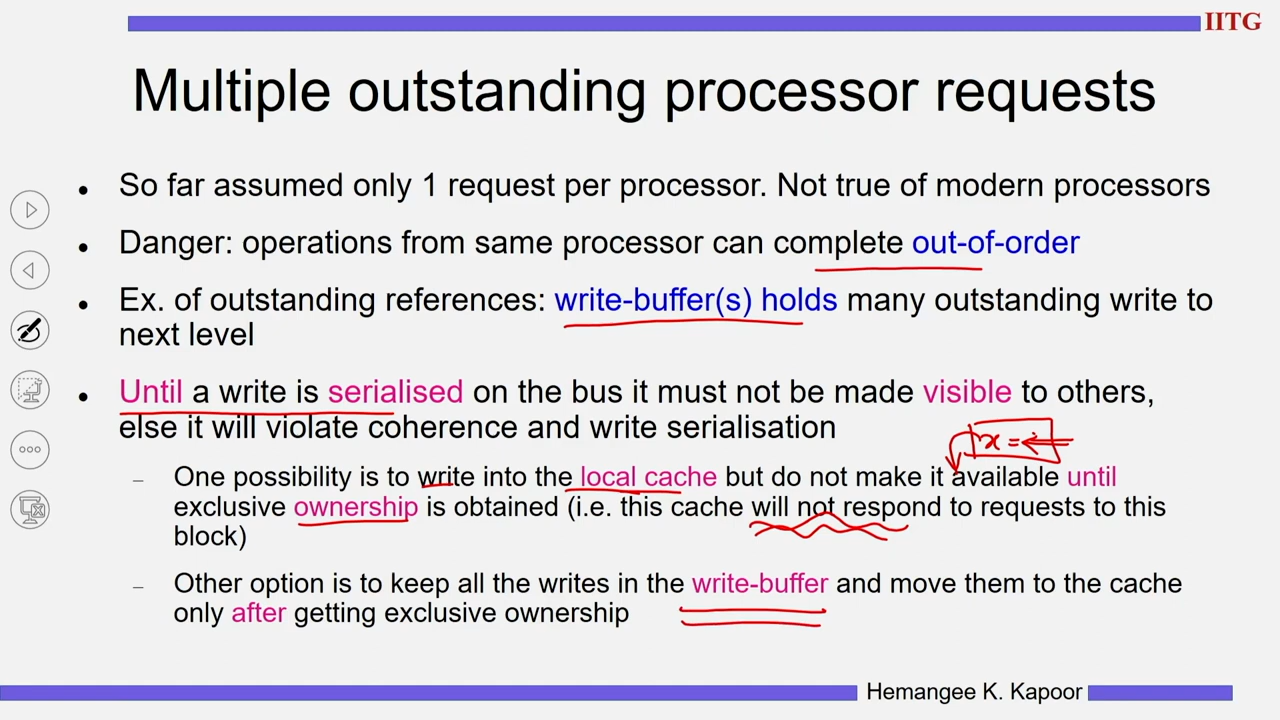 IITG
Multiple outstanding processor requests
• So far assumed only 1 request per processor. Not true of modern processors
• Danger: operations from same processor can complete out-of-order
• Ex. of outstanding references: write-buffer(s) holds many outstanding write to
next level
• Until a write is serialised on the bus it must not be made visible to others,
else it will violate coherence and write serialisation
x =
– One possibility is to write into the local cache but do not make it available until
exclusive ownership is obtained (i.e. this cache will not respond to requests to this
block)
– Other option is to keep all the writes in the write-buffer and move them to the cache
only after getting exclusive ownership
Hemangee K. Kapoor